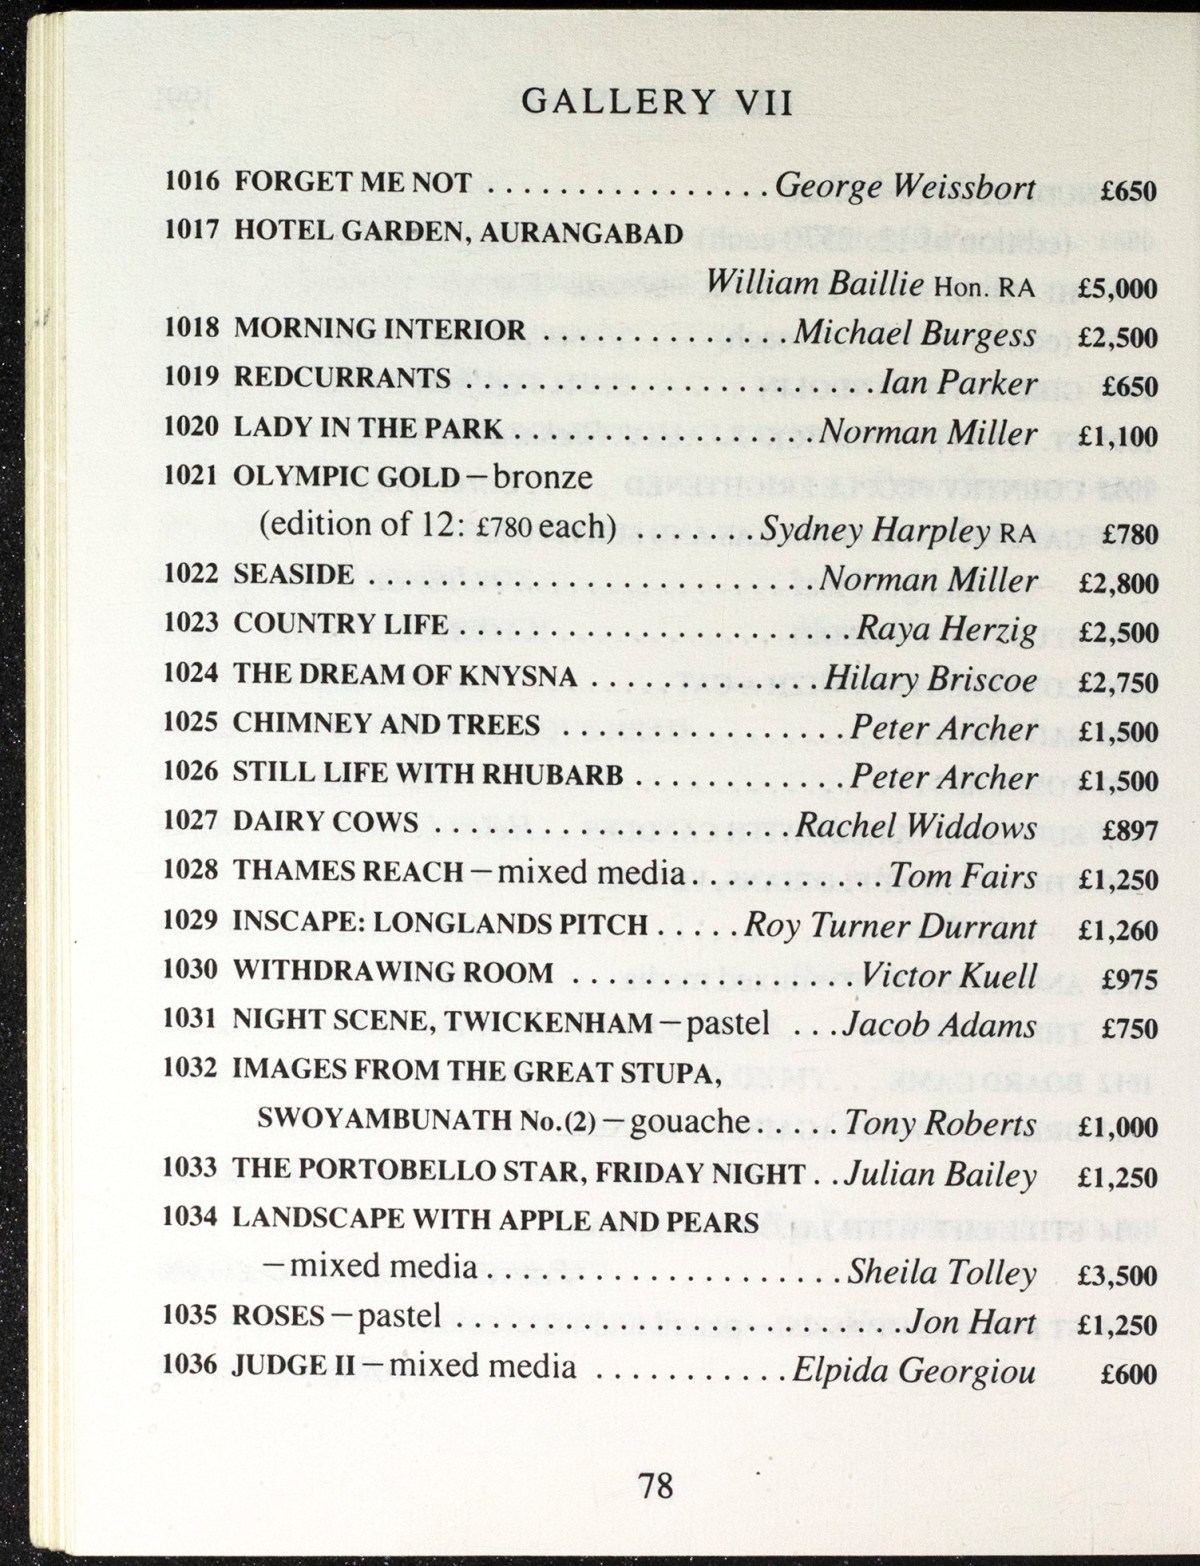 GALLERY VII
1016 FORGET ME NOT ................ George Weissbort £650
1017 HOTEL GARDEN, AURANGABAD
William Baillie Hon. RA £5,000
1018 MORNING INTERIOR .............. Michael Burgess £2,500
1019 REDCURRANTS ....................... Ian Parker £650
1020 LADY IN THE PARK ................. Norman Miller £1,100
1021 OLYMPIC GOLD – bronze
(edition of 12: £780 each) ....... Sydney Harpley RA £780
1022 SEASIDE ......................... Norman Miller £2,800
1023 COUNTRY LIFE ...................... Raya Herzig £2,500
1024 THE DREAM OF KNYSNA ............. Hilary Briscoe £2,750
1025 CHIMNEY AND TREES ................ Peter Archer £1,500
1026 STILL LIFE WITH RHUBARB ............ Peter Archer £1,500
1027 DAIRY COWS .................... Rachel Widdows £897
1028 THAMES REACH – mixed media ........... Tom Fairs £1,250
1029 INSCAPE: LONGLANDS PITCH ..... Roy Turner Durrant £1,260
1030 WITHDRAWING ROOM ................ Victor Kuell £975
1031 NIGHT SCENE, TWICKENHAM – pastel ... Jacob Adams £750
1032 IMAGES FROM THE GREAT STUPA,
SWOYAMBUNATH No.(2) – gouache ..... Tony Roberts £1,000
1033 THE PORTOBELLO STAR, FRIDAY NIGHT .. Julian Bailey £1,250
1034 LANDSCAPE WITH APPLE AND PEARS
– mixed media .................... Sheila Tolley £3,500
1035 ROSES – pastel ......................... Jon Hart £1,250
1036 JUDGE II – mixed media ........... Elpida Georgiou £600
78